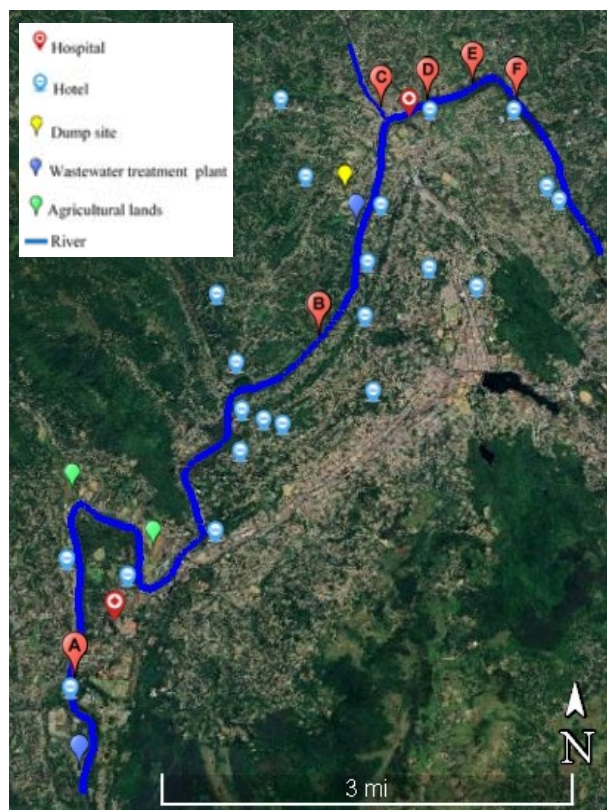 Hospital
Hotel
Dump site
Wastewater treatment plant
Agricultural lands
River
C
D
E
F
B
A
N
3 mi